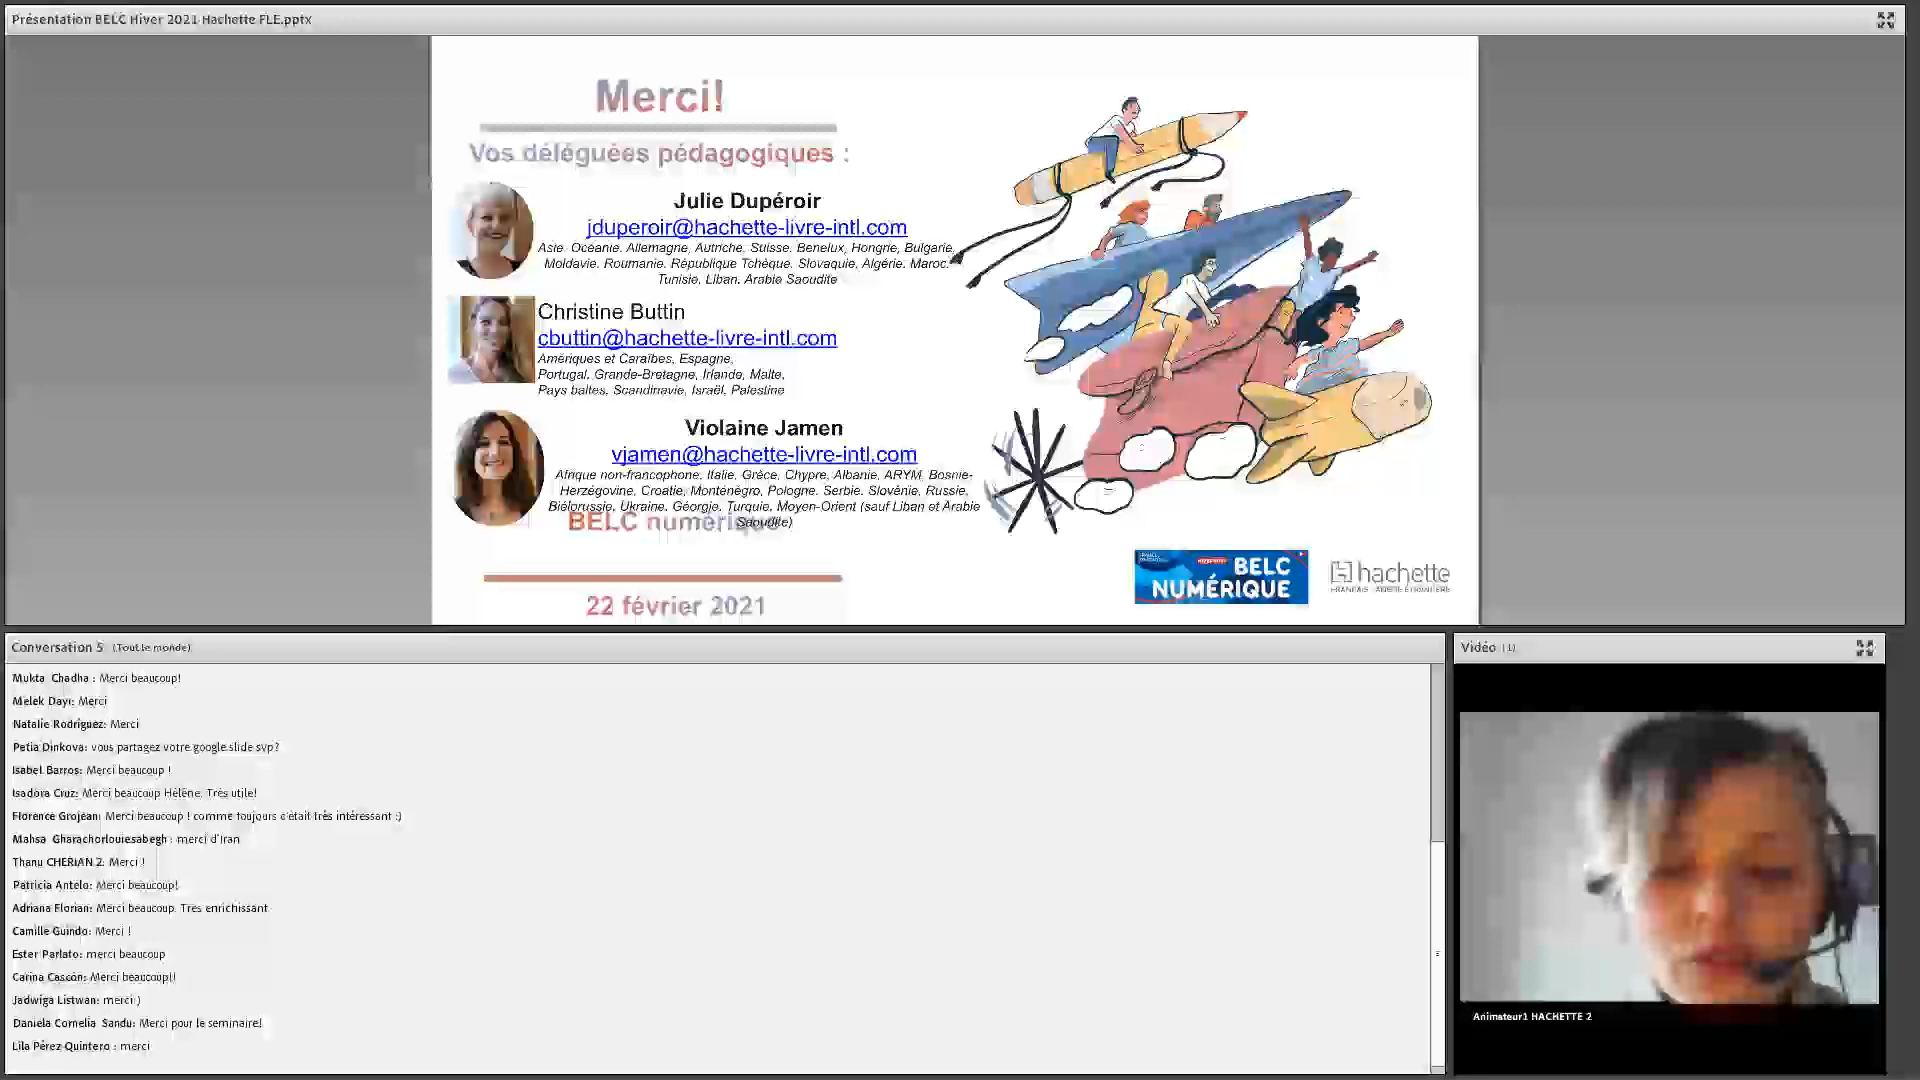 Présentation BELC Hiver 2021 Hachette FLE.pptx
Merci!
Vos déléguées pédagogiques :
Julie Dupéroir
jduperoir@hachette-livre-intl.com
Asie. Océanie. Allemagne, Autriche, Suisse. Benelux, Hongrie, Bulgarie.
Moldavie. Roumanie. République Tchèque. Slovaquie, Algérie. Maroc.
Tunisie, Liban. Arabie Saoudite
Christine Buttin
cbuttin@hachette-livre-intl.com
Amériques et Caraïbes, Espagne,
Portugal, Grande-Bretagne, Irlande, Malte,
Pays baltes, Scandinavie, Israël, Palestine
Violaine Jamen
vjamen@hachette-livre-intl.com
Afrique non-francophone, Italie, Grèce, Chypre, Albanie, ARYM, Bosnie-
Herzégovine, Croatie, Monténégro, Pologne. Serbie. Slovénie, Russie,
Biélorussie, Ukraine. Géorgie. Turquie, Moyen-Orient (sauf Liban et Arabie
Saoudite)
BELC numérique
22 février 2021
BELC
NUMÉRIQUE
hachette
FRANÇAIS LANGUE ÉTRANGÈRE
Conversation 5 (Tout le monde)
Mukta Chadha : Merci beaucoup!
Melek Dayı: Merci
Natalie Rodríguez: Merci
Petia Dinkova: vous partagez votre google slide svp?
Isabel Barros: Merci beaucoup !
Isadora Cruz: Merci beaucoup Hélène. Très utile!
Florence Grojean: Merci beaucoup ! comme toujours c'était très intéressant :)
Mahsa Gharachorlouiesabegh : merci d'Iran
Thanu CHERIAN 2: Merci !
Patricia Antelo: Merci beaucoup!
Adriana Florian: Merci beaucoup. Tres enrichissant
Camille Guindo: Merci !
Ester Parlato: merci beaucoup
Carina Cascón: Merci beaucoup!!
Jadwiga Listwan: merci :)
Daniela Cornelia Sandu: Merci pour le seminaire!
Lila Pérez Quintero : merci
Vidéo (1)
Animateur1 HACHETTE 2